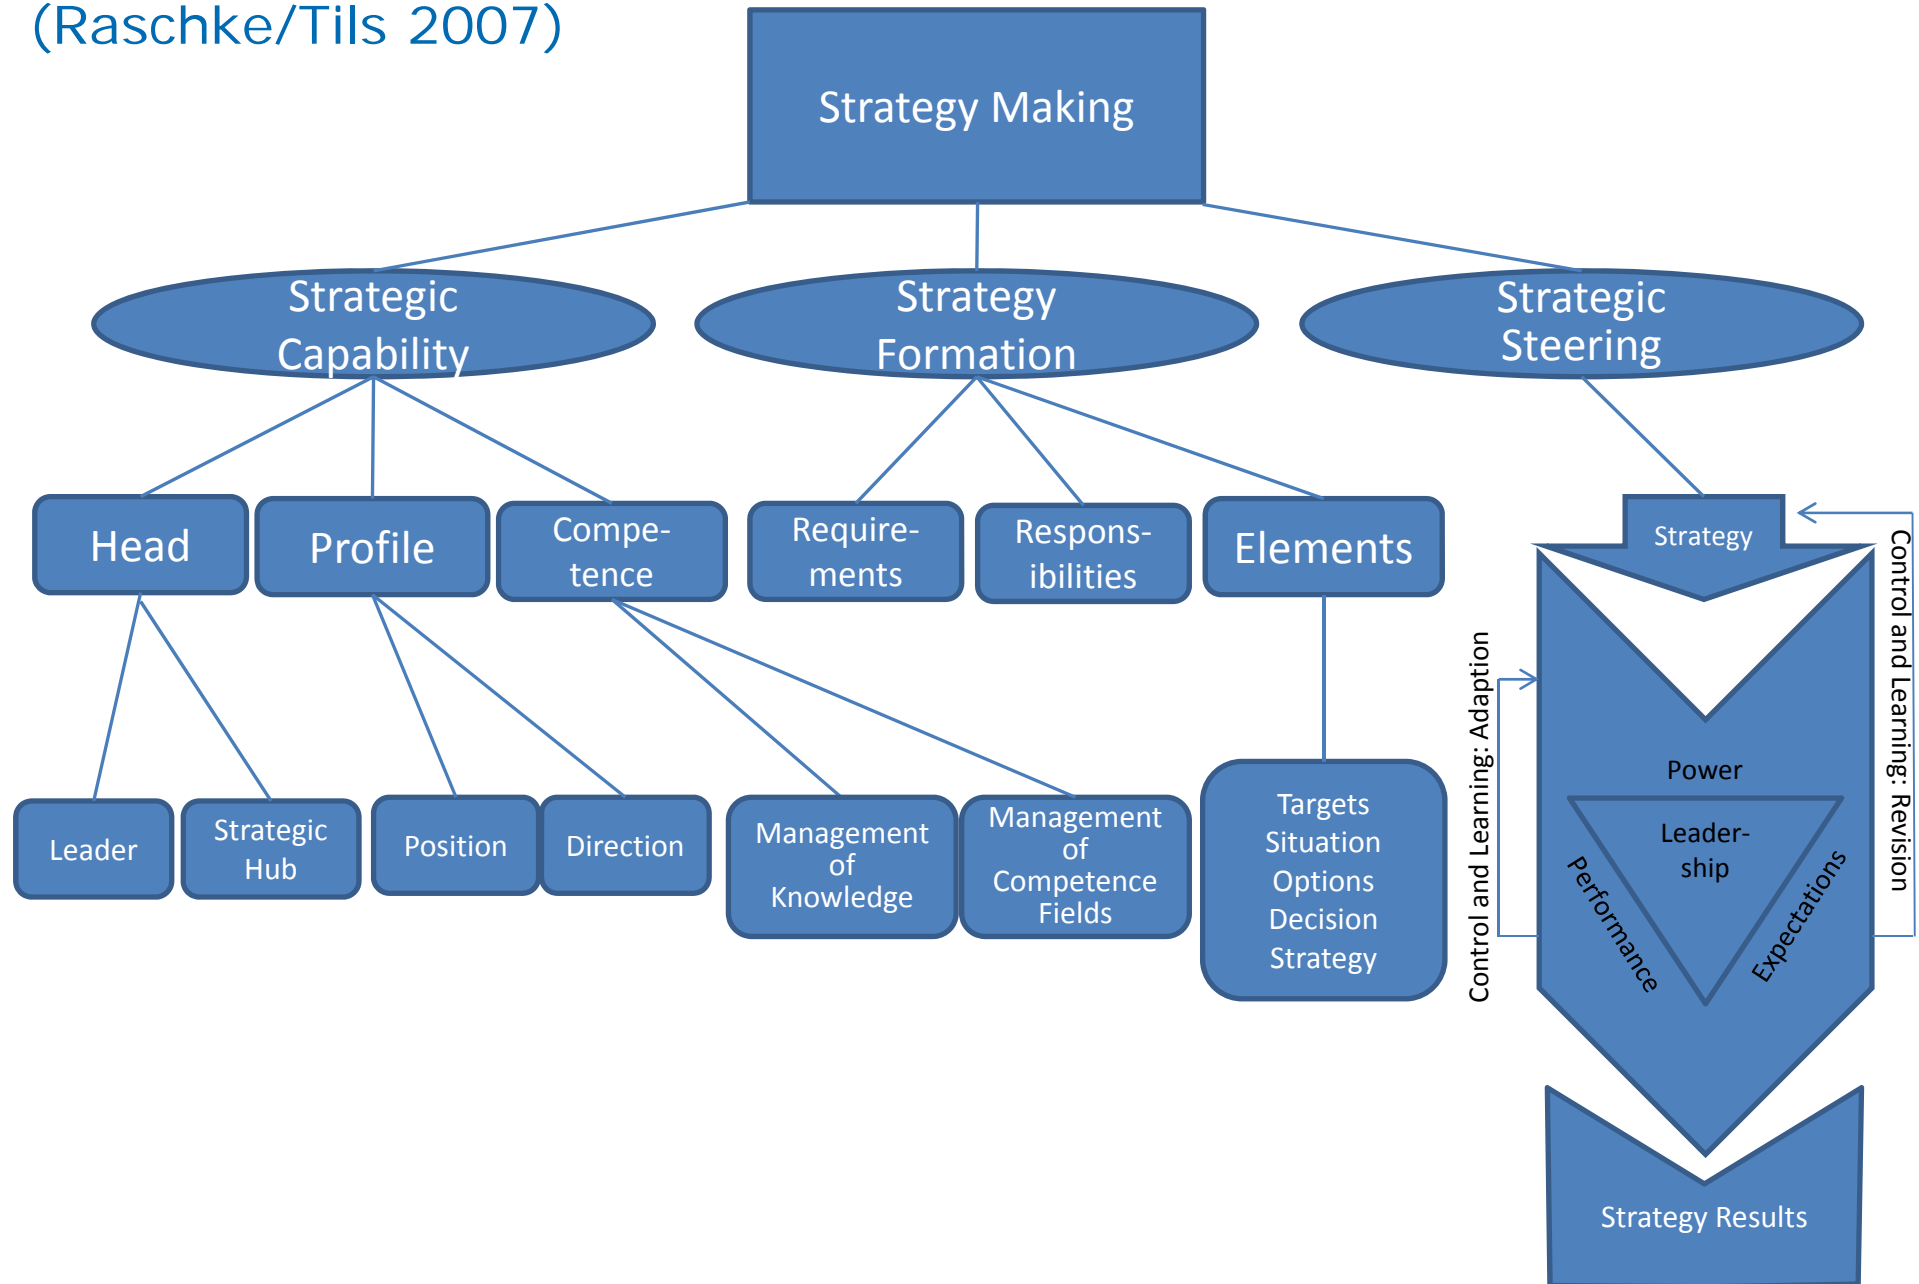 (Raschke/Tils 2007)
Strategy Making
Strategic
Capability
Strategy
Formation
Strategic
Steering
Head
Profile
Compe-
tence
Require-
ments
Respons-
ibilities
Elements
Leader
Strategic
Hub
Position
Direction
Management
of
Knowledge
Management
of
Competence
Fields
Targets
Situation
Options
Decision
Strategy
Strategy
Control and Learning: Adaption
Control and Learning: Revision
Power
Leader-
ship
Performance
Expectations
Strategy Results